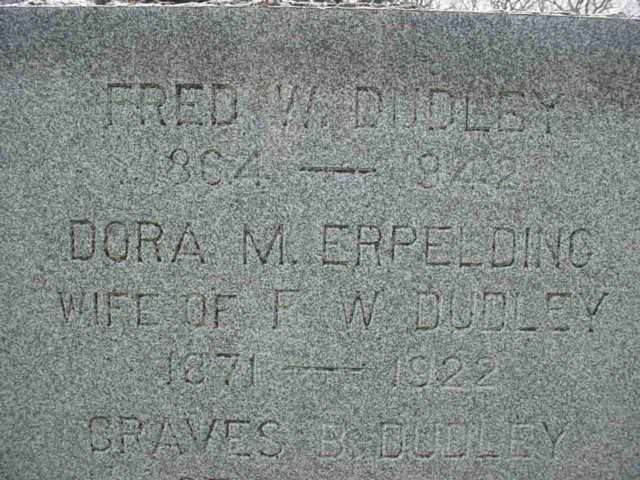 FRED W. DUDLEY
1864 — 1942
DORA M. ERPELDING
WIFE OF F. W. DUDLEY
1871 — 1922
GRAVES B. DUDLEY